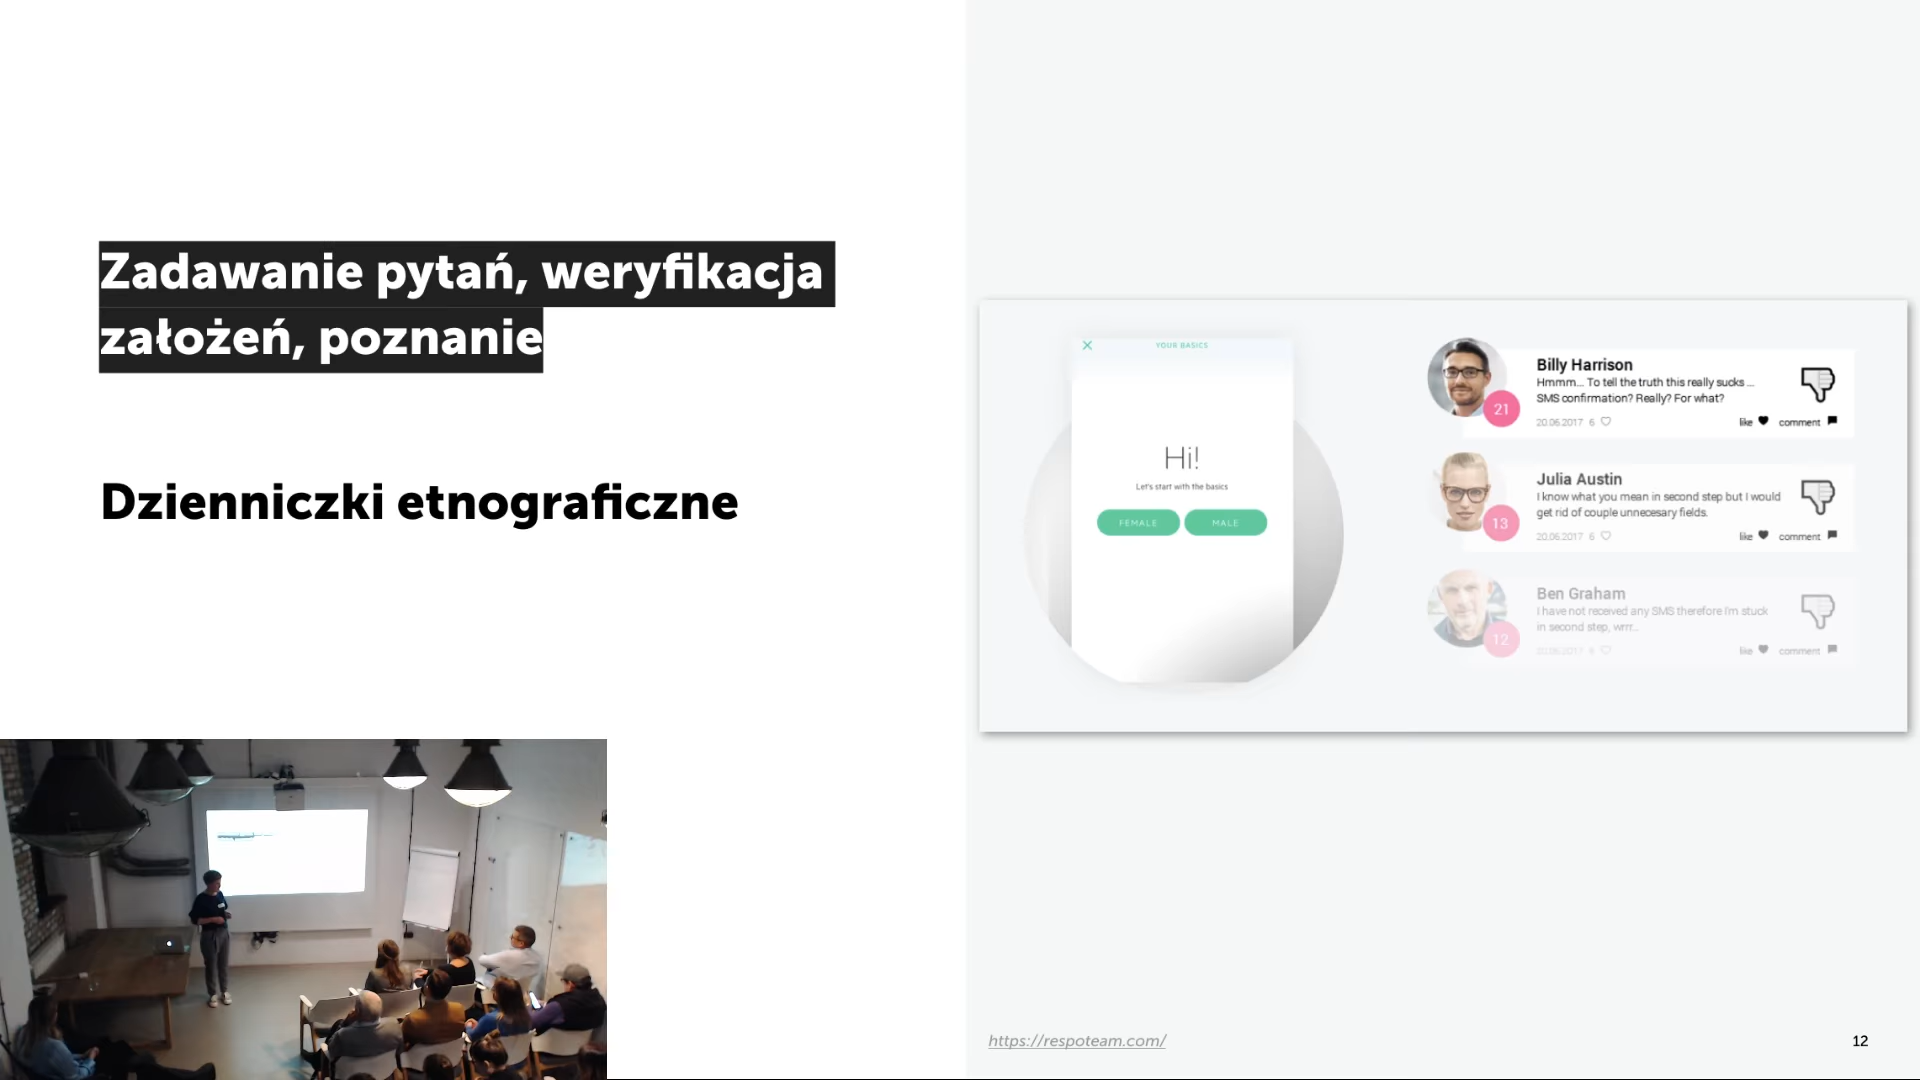 Zadawanie pytań, weryfikacja
założeń, poznanie
Dzienniczki etnograficzne
YOUR BASICS
Hi!
Let's start with the basics
FEMALE
MALE
Billy Harrison
Hmmm... To tell the truth this really sucks ...
SMS confirmation? Really? For what?
21
20.06.2017 6
like comment
Julia Austin
I know what you mean in second step but I would
get rid of couple unnecesary fields.
13
20.06.2017 6
like comment
Ben Graham
I have not received any SMS therefore I'm stuck
in second step, wrrr...
12
20.06.2017 6
like comment
https://respoteam.com/
12